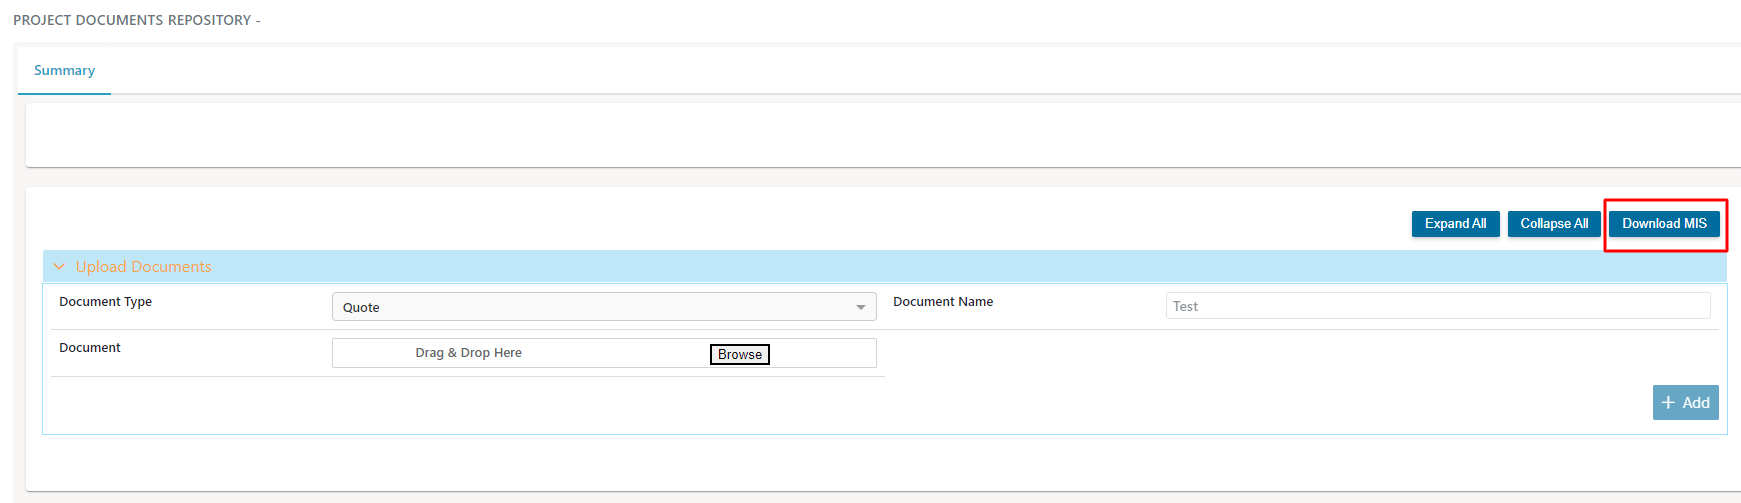 PROJECT DOCUMENTS REPOSITORY -
Summary
Expand All Collapse All Download MIS
Upload Documents
Document Type Quote Document Name Test
Document Drag & Drop Here Browse
+ Add